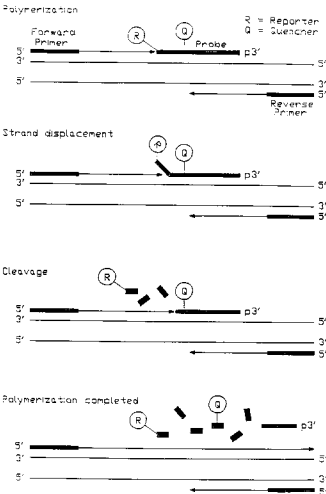 Polymerization
R = Reporter
Q = Quencher
Forward Primer
R
Q
Probe
5'
3'
p3'
5'
5'
3'
5'
Reverse Primer
Strand displacement
R
Q
5'
3'
p3'
5'
5'
3'
5'
Cleavage
R
Q
5'
3'
p3'
5'
5'
3'
5'
Polymerization completed
R
Q
p3'
5'
3'
5'
5'
3'
5'